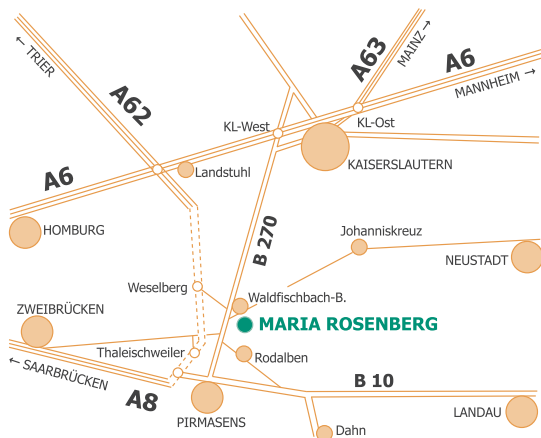 ← TRIER
A62
A63
MAINZ →
A6
MANNHEIM →
KL-West
KL-Ost
KAISERSLAUTERN
Landstuhl
A6
HOMBURG
B 270
Johanniskreuz
NEUSTADT
Weselberg
Waldfischbach-B.
ZWEIBRÜCKEN
MARIA ROSENBERG
Thaleischweiler
Rodalben
← SAARBRÜCKEN
A8
B 10
PIRMASENS
LANDAU
Dahn